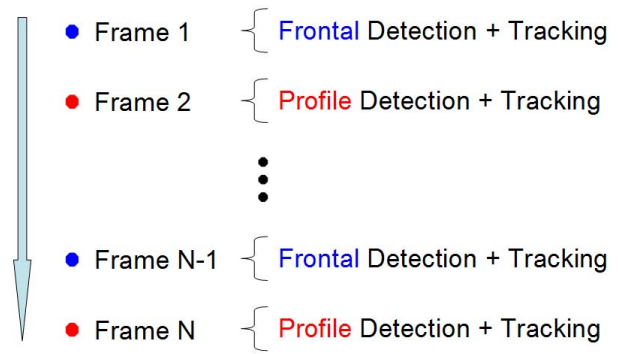 Frame 1 Frontal Detection + Tracking
Frame 2 Profile Detection + Tracking
Frame N-1 Frontal Detection + Tracking
Frame N Profile Detection + Tracking